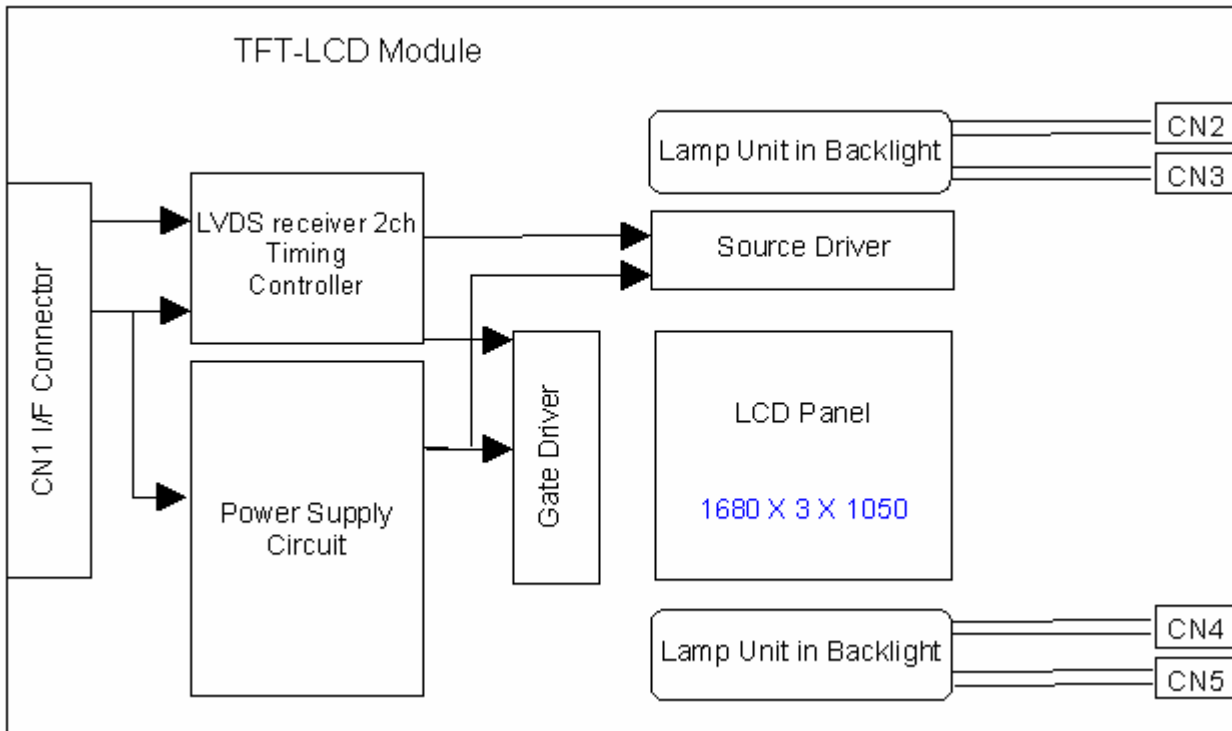 TFT-LCD Module
Lamp Unit in Backlight
CN2
CN3
CN1 I/F Connector
LVDS receiver 2ch
Timing
Controller
Source Driver
Power Supply
Circuit
Gate Driver
LCD Panel
1680 X 3 X 1050
Lamp Unit in Backlight
CN4
CN5